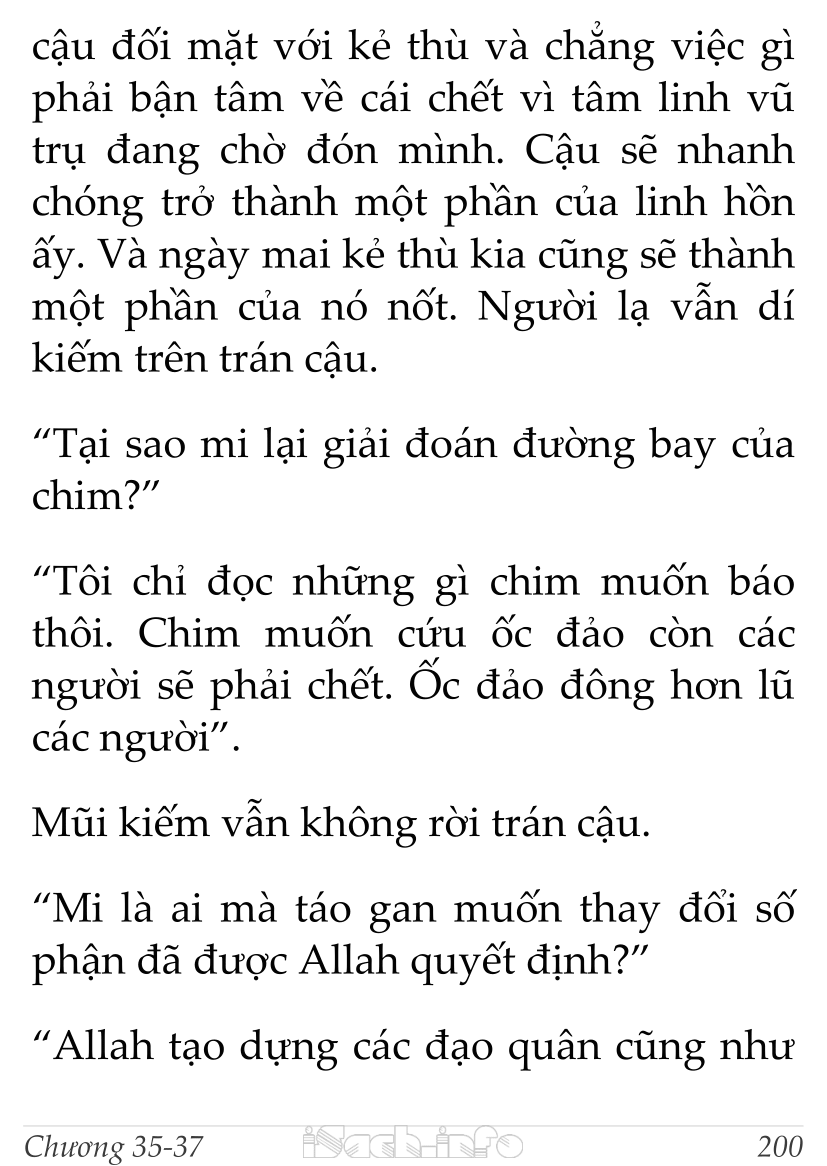 cậu đối mặt với kẻ thù và chẳng việc gì
phải bận tâm về cái chết vì tâm linh vũ
trụ đang chờ đón mình. Cậu sẽ nhanh
chóng trở thành một phần của linh hồn
ấy. Và ngày mai kẻ thù kia cũng sẽ thành
một phần của nó nốt. Người lạ vẫn dí
kiếm trên trán cậu.
“Tại sao mi lại giải đoán đường bay của
chim?”
“Tôi chỉ đọc những gì chim muốn báo
thôi. Chim muốn cứu ốc đảo còn các
người sẽ phải chết. Ốc đảo đông hơn lũ
các người”.
Mũi kiếm vẫn không rời trán cậu.
“Mi là ai mà táo gan muốn thay đổi số
phận đã được Allah quyết định?”
“Allah tạo dựng các đạo quân cũng như
Chương 35-37 iSach.info 200